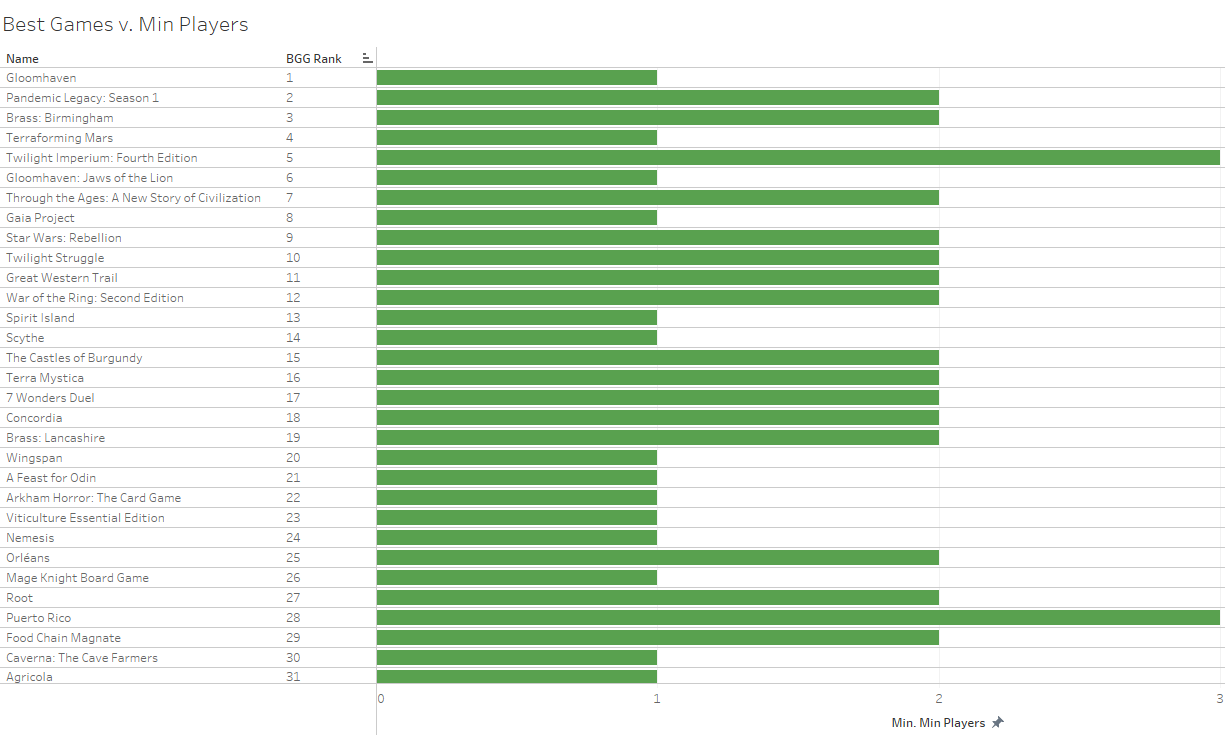 Best Games v. Min Players
Name BGG Rank
Gloomhaven 1
Pandemic Legacy: Season 1 2
Brass: Birmingham 3
Terraforming Mars 4
Twilight Imperium: Fourth Edition 5
Gloomhaven: Jaws of the Lion 6
Through the Ages: A New Story of Civilization 7
Gaia Project 8
Star Wars: Rebellion 9
Twilight Struggle 10
Great Western Trail 11
War of the Ring: Second Edition 12
Spirit Island 13
Scythe 14
The Castles of Burgundy 15
Terra Mystica 16
7 Wonders Duel 17
Concordia 18
Brass: Lancashire 19
Wingspan 20
A Feast for Odin 21
Arkham Horror: The Card Game 22
Viticulture Essential Edition 23
Nemesis 24
Orléans 25
Mage Knight Board Game 26
Root 27
Puerto Rico 28
Food Chain Magnate 29
Caverna: The Cave Farmers 30
Agricola 31
0 1 2 3
Min. Min Players